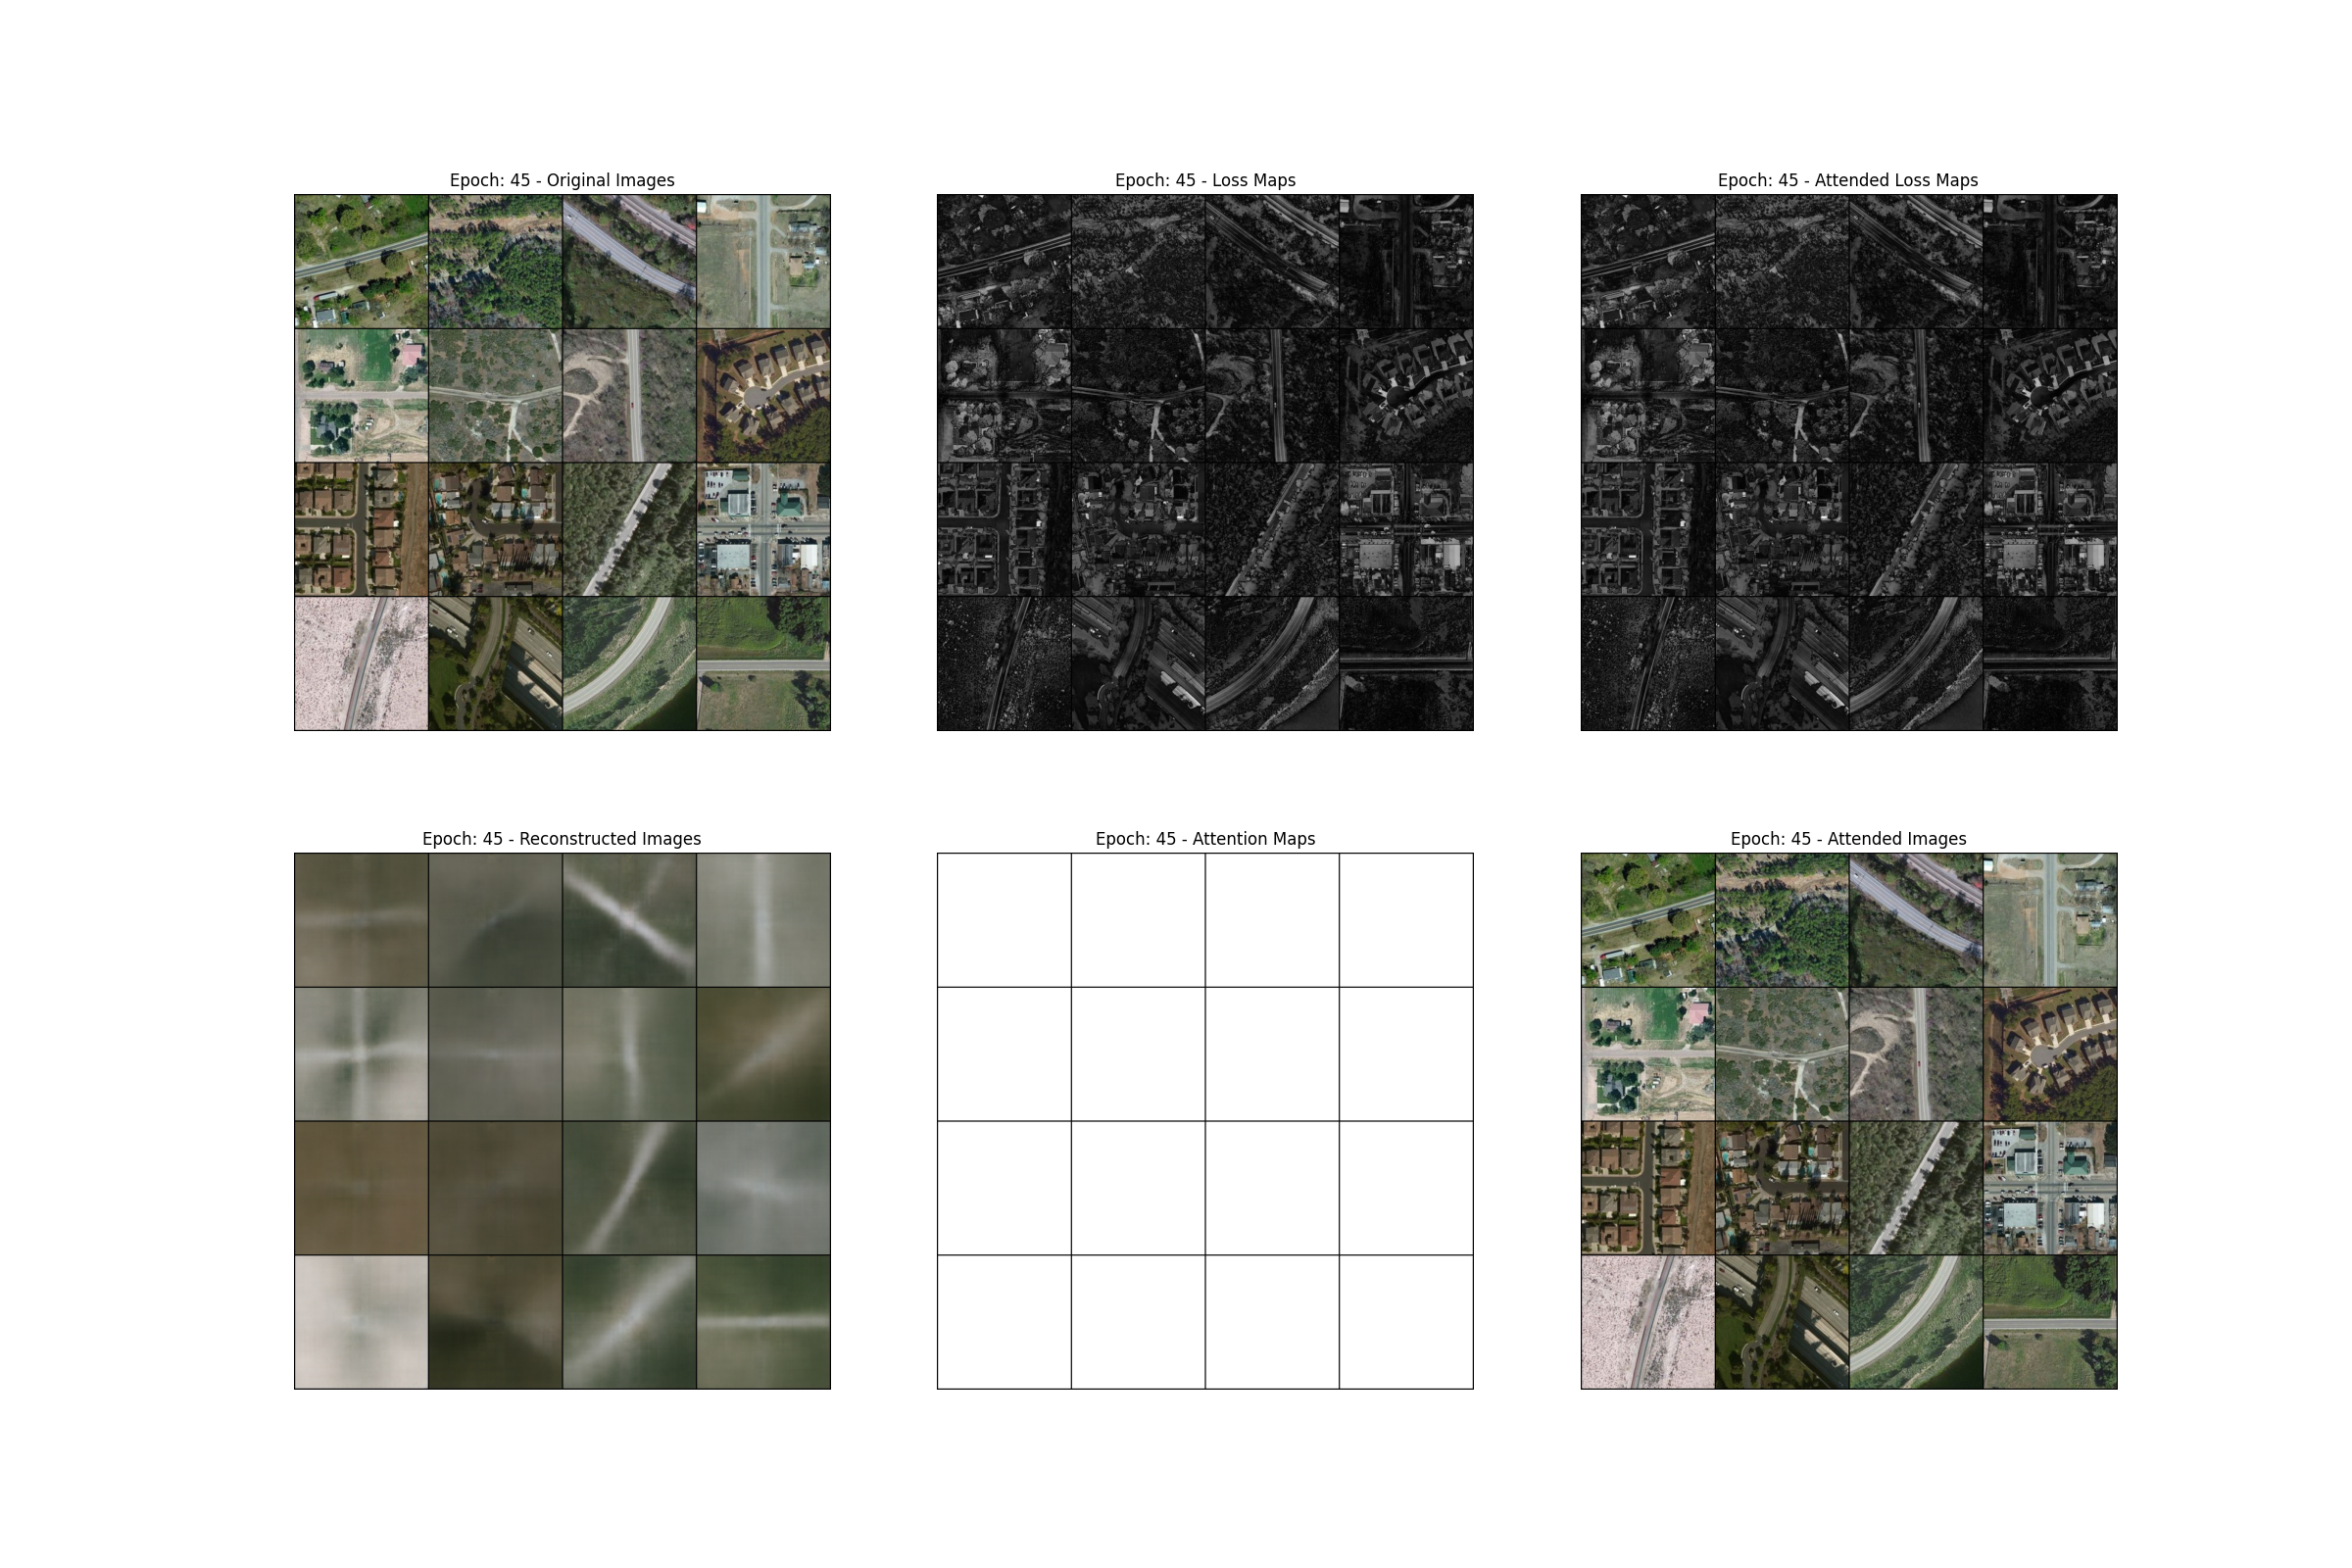 Epoch: 45 - Original Images
Epoch: 45 - Loss Maps
Epoch: 45 - Attended Loss Maps
Epoch: 45 - Reconstructed Images
Epoch: 45 - Attention Maps
Epoch: 45 - Attended Images